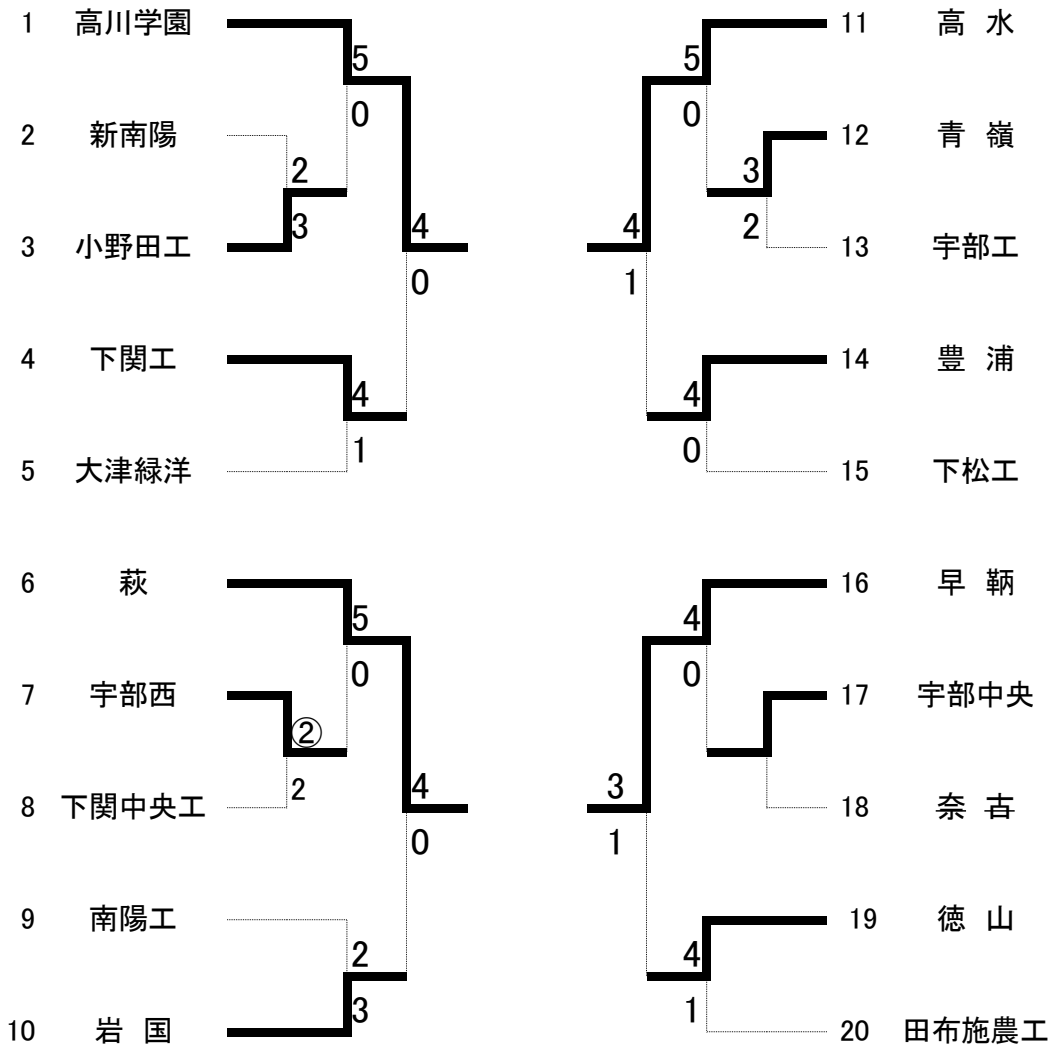 1 高川学園
5
0
2 新南陽
2
3
3 小野田工
4
0
4 下関工
4
1
5 大津緑洋
6 萩
5
0
7 宇部西
②
2
8 下関中央工
4
0
9 南陽工
2
3
10 岩 国
11 高 水
5
0
12 青 嶺
3
2
13 宇部工
4
1
14 豊 浦
4
0
15 下松工
16 早 鞆
4
0
17 宇部中央
18 奈 古
3
1
19 徳 山
4
1
20 田布施農工